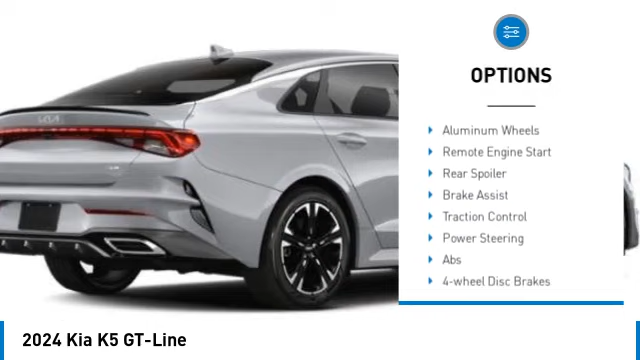 OPTIONS
Aluminum Wheels
Remote Engine Start
Rear Spoiler
Brake Assist
Traction Control
Power Steering
Abs
4-wheel Disc Brakes
KIA
2024 Kia K5 GT-Line